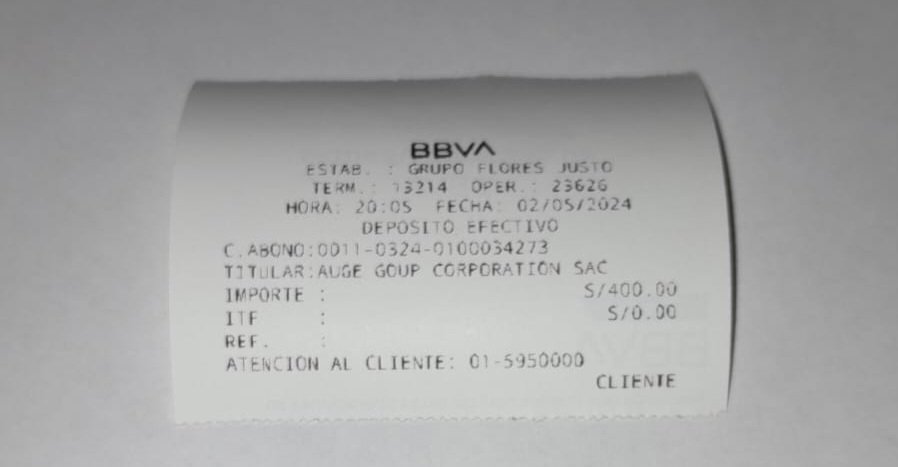 BBVA
ESTAB. : GRUPO FLORES JUSTO
TERM.: 13214 OPER.: 23626
HORA: 20:05 FECHA: 02/05/2024
DEPOSITO EFECTIVO
C.ABONO:0011-0324-0100034273
TITULAR:AUGE GOUP CORPORATION SAC
IMPORTE : S/400.00
ITF : S/0.00
REF. :
ATENCION AL CLIENTE: 01-5950000
CLIENTE